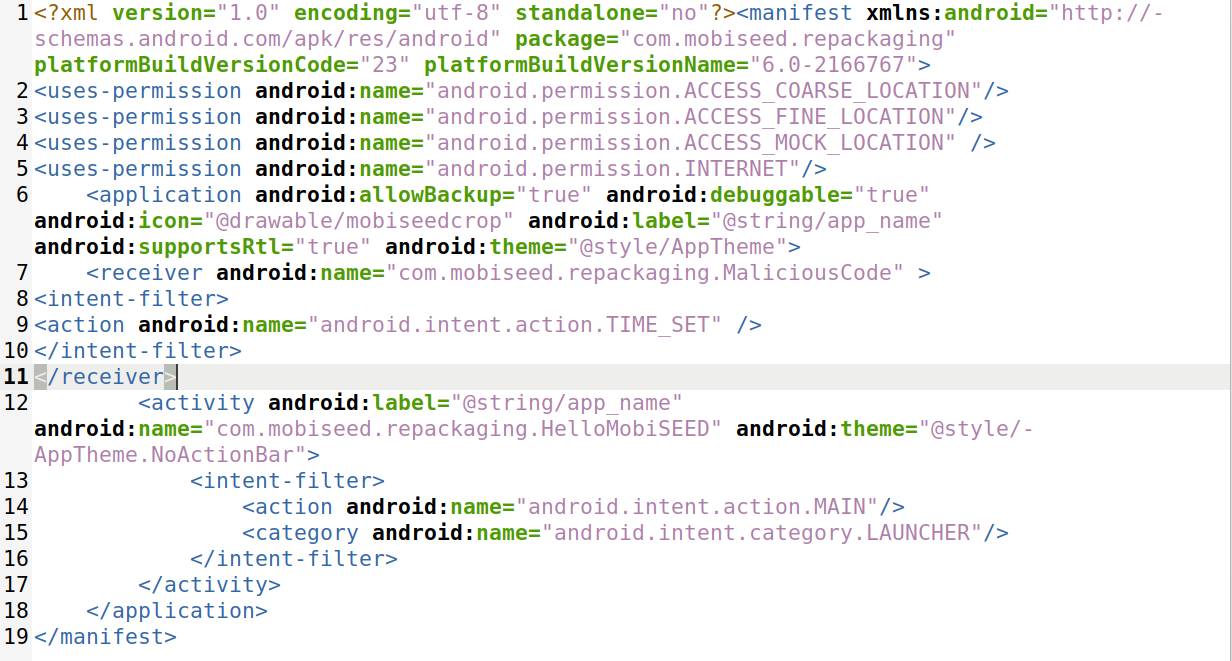 1 <?xml version="1.0" encoding="utf-8" standalone="no"?><manifest xmlns:android="http://-
schemas.android.com/apk/res/android" package="com.mobiseed.repackaging"
platformBuildVersionCode="23" platformBuildVersionName="6.0-2166767">
2 <uses-permission android:name="android.permission.ACCESS_COARSE_LOCATION"/>
3 <uses-permission android:name="android.permission.ACCESS_FINE_LOCATION"/>
4 <uses-permission android:name="android.permission.ACCESS_MOCK_LOCATION" />
5 <uses-permission android:name="android.permission.INTERNET"/>
6     <application android:allowBackup="true" android:debuggable="true"
android:icon="@drawable/mobiseedcrop" android:label="@string/app_name"
android:supportsRtl="true" android:theme="@style/AppTheme">
7     <receiver android:name="com.mobiseed.repackaging.MaliciousCode" >
8 <intent-filter>
9 <action android:name="android.intent.action.TIME_SET" />
10 </intent-filter>
11 </receiver>
12         <activity android:label="@string/app_name"
android:name="com.mobiseed.repackaging.HelloMobiSEED" android:theme="@style/-
AppTheme.NoActionBar">
13             <intent-filter>
14                 <action android:name="android.intent.action.MAIN"/>
15                 <category android:name="android.intent.category.LAUNCHER"/>
16             </intent-filter>
17         </activity>
18     </application>
19 </manifest>